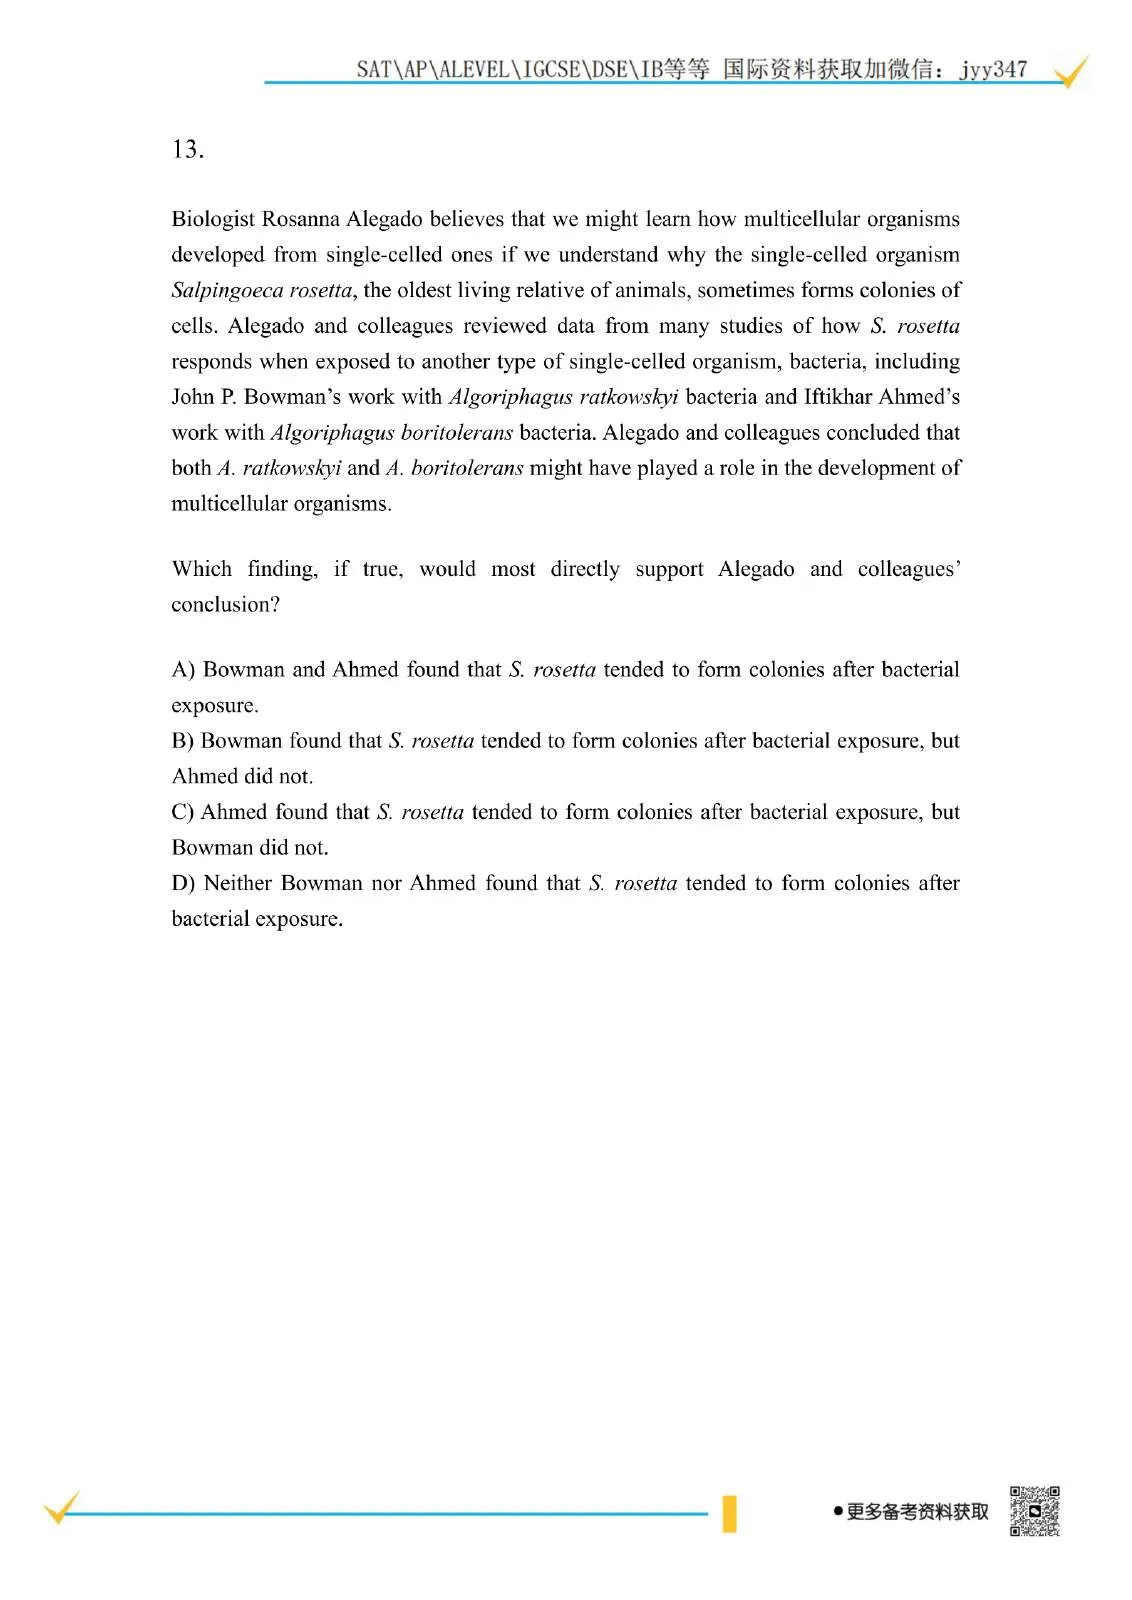 SAT\AP\ALEVEL\IGCSE\DSE\IB等等 国际资料获取加微信：jyy347
13.
Biologist Rosanna Alegado believes that we might learn how multicellular organisms
developed from single-celled ones if we understand why the single-celled organism
Salpingoeca rosetta, the oldest living relative of animals, sometimes forms colonies of
cells. Alegado and colleagues reviewed data from many studies of how S. rosetta
responds when exposed to another type of single-celled organism, bacteria, including
John P. Bowman’s work with Algoriphagus ratkowskyi bacteria and Iftikhar Ahmed’s
work with Algoriphagus boritolerans bacteria. Alegado and colleagues concluded that
both A. ratkowskyi and A. boritolerans might have played a role in the development of
multicellular organisms.
Which finding, if true, would most directly support Alegado and colleagues’
conclusion?
A) Bowman and Ahmed found that S. rosetta tended to form colonies after bacterial
exposure.
B) Bowman found that S. rosetta tended to form colonies after bacterial exposure, but
Ahmed did not.
C) Ahmed found that S. rosetta tended to form colonies after bacterial exposure, but
Bowman did not.
D) Neither Bowman nor Ahmed found that S. rosetta tended to form colonies after
bacterial exposure.
●更多备考资料获取